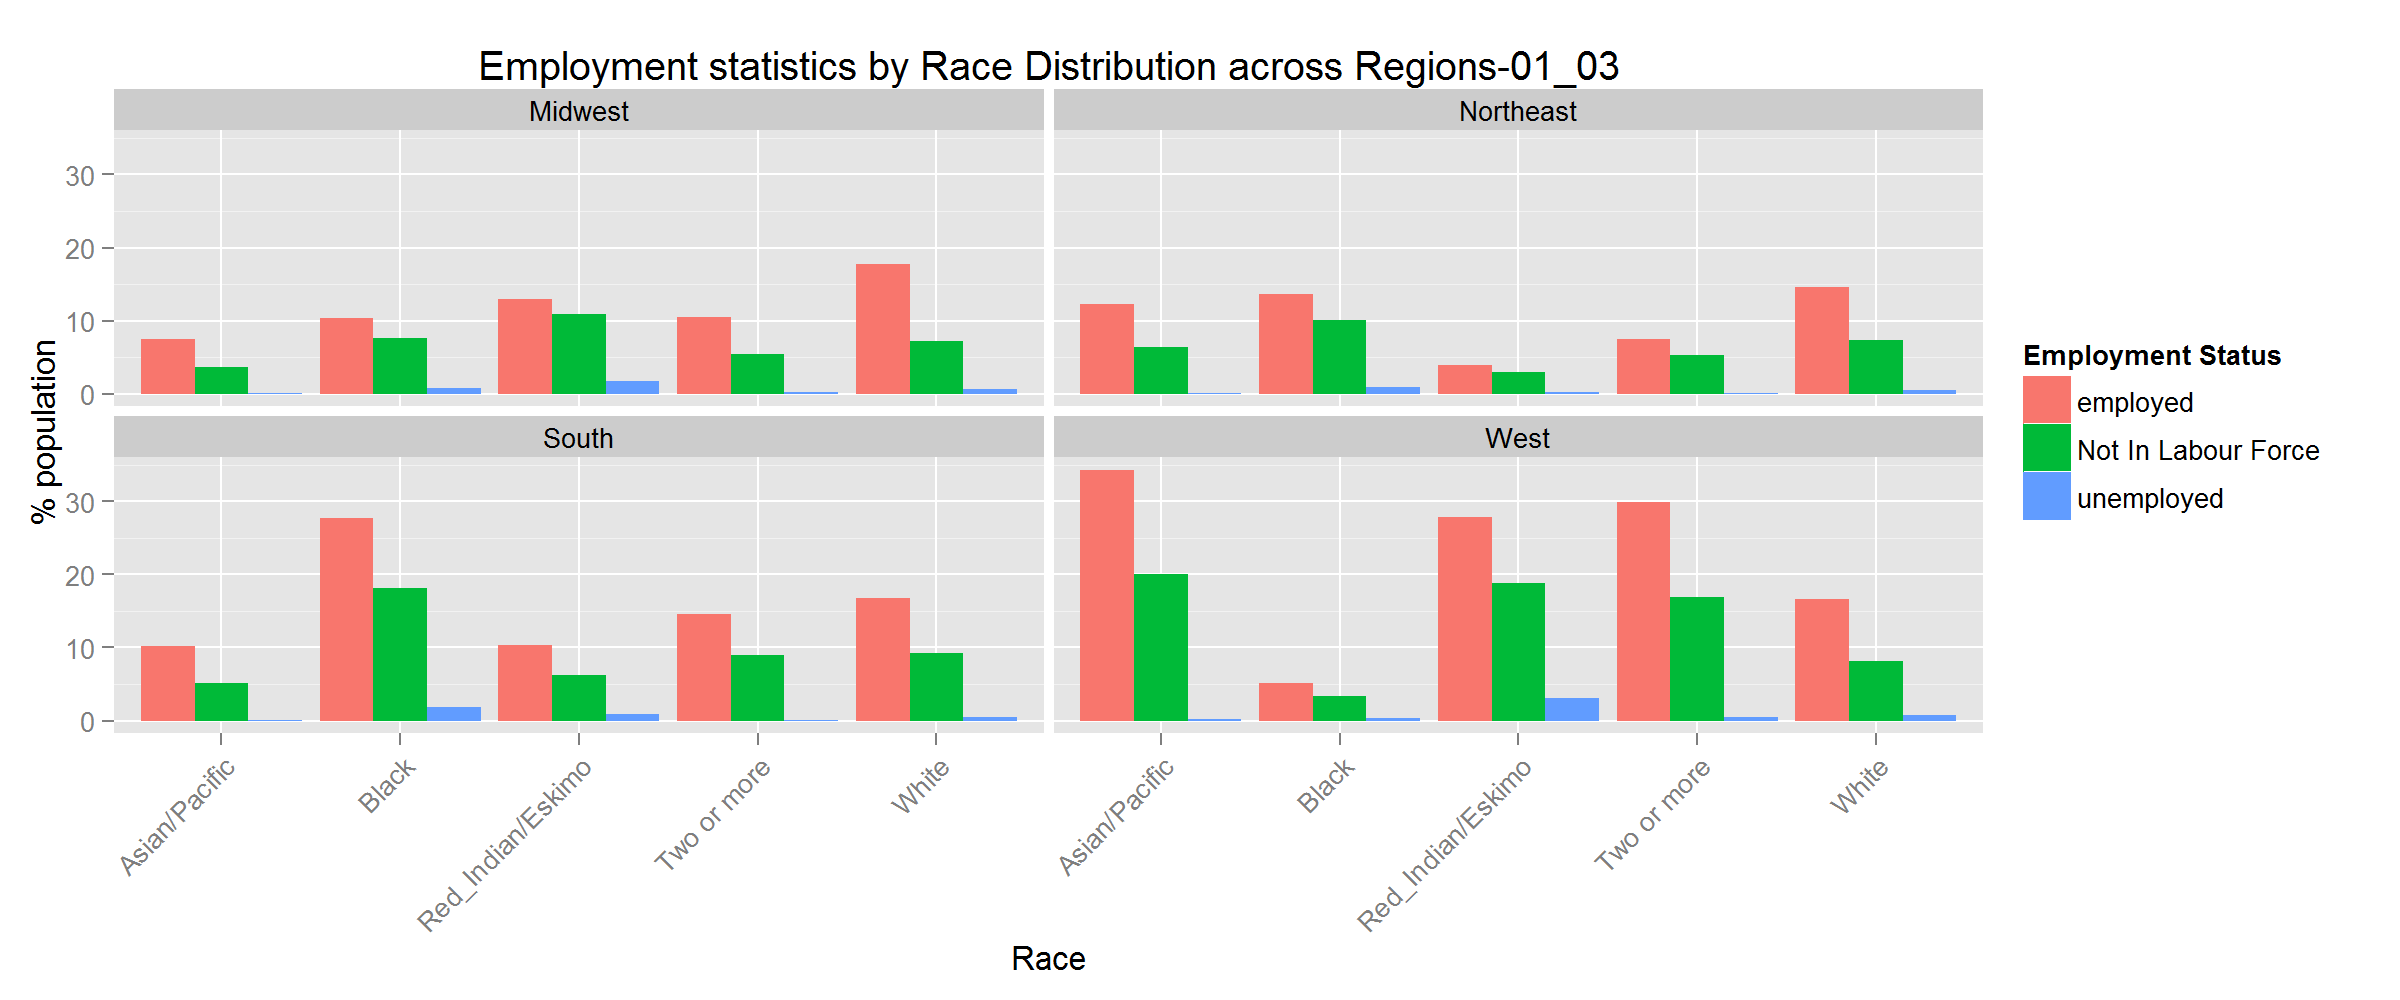 Employment statistics by Race Distribution across Regions-01_03
Midwest
Northeast
30
20
10
0
South
West
30
20
10
0
% population
Asian/Pacific
Black
Red_Indian/Eskimo
Two or more
White
Asian/Pacific
Black
Red_Indian/Eskimo
Two or more
White
Race
Employment Status
employed
Not In Labour Force
unemployed